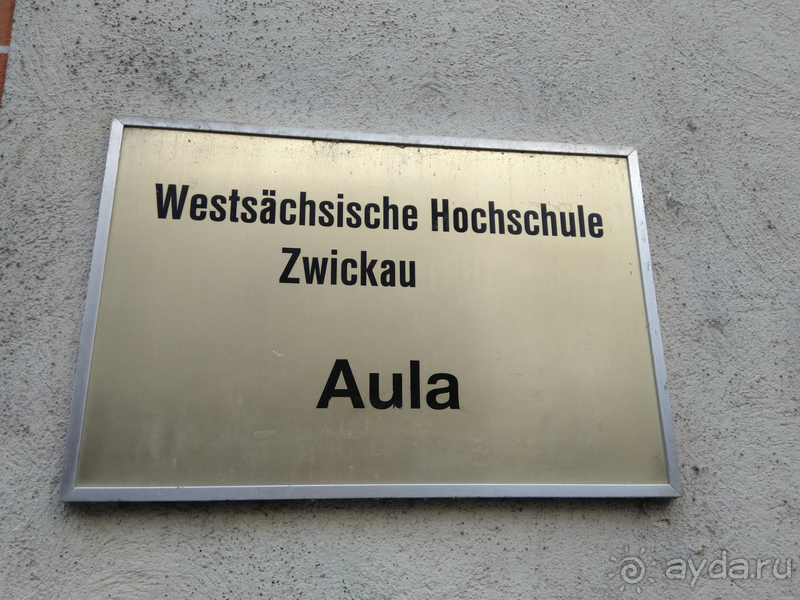 Westsächsische Hochschule
Zwickau
Aula
ayda.ru